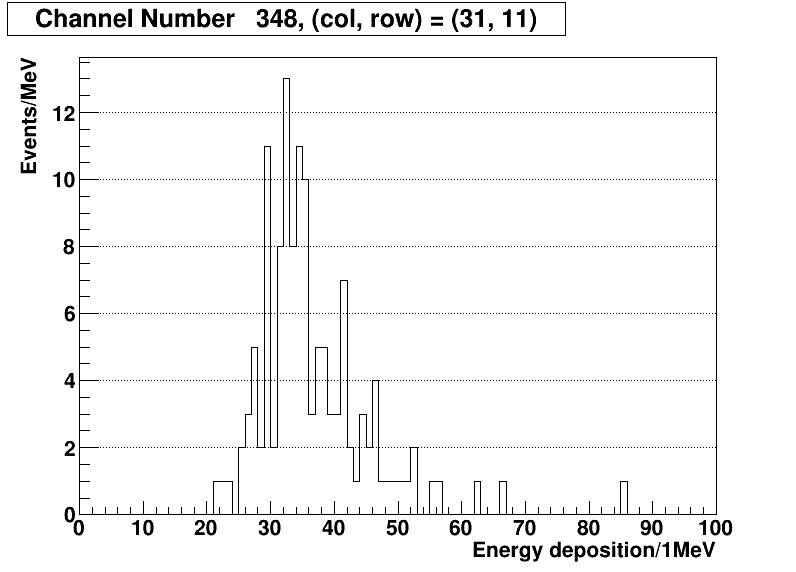 Channel Number 348, (col, row) = (31, 11)
Events/MeV
12
10
8
6
4
2
0
0 10 20 30 40 50 60 70 80 90 100
Energy deposition/1MeV